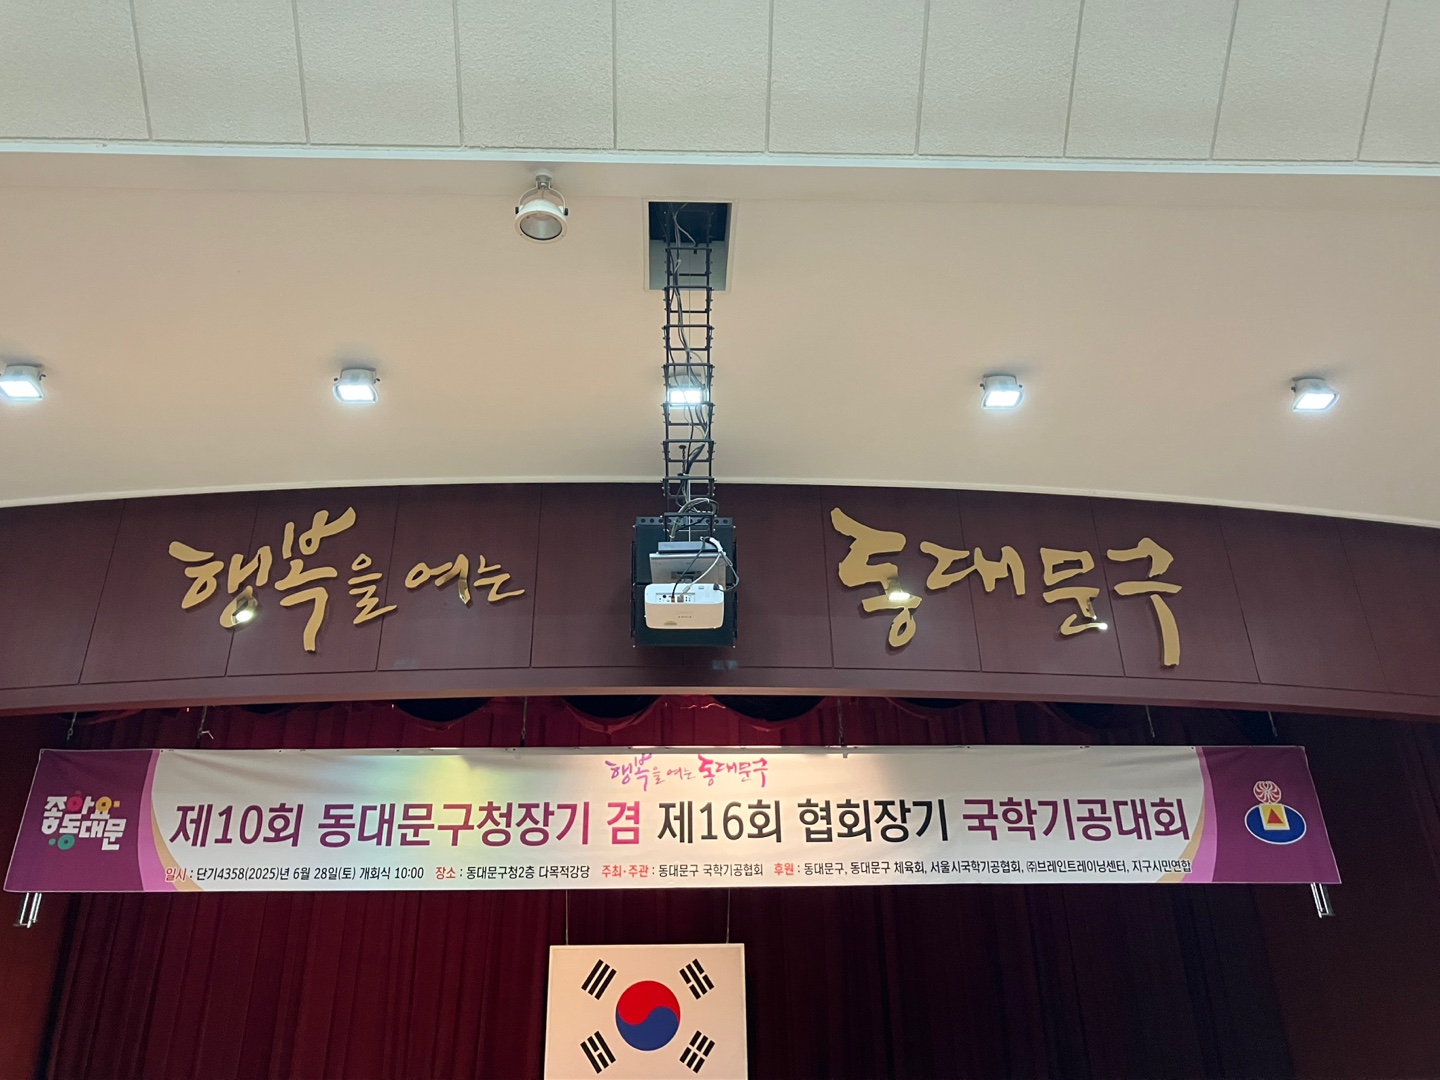 행복을 여는 동대문구
행복을 여는 동대문구
좋아요.
동대문
제10회 동대문구청장기 겸 제16회 협회장기 국학기공대회
일시 : 단기4358(2025)년 6월 28일(토) 개회식 10:00 장소 : 동대문구청2층 다목적강당 주최·주관 : 동대문구 국학기공협회 후원 : 동대문구, 동대문구 체육회, 서울시국학기공협회, ㈜브레인트레이닝센터, 지구시민연합